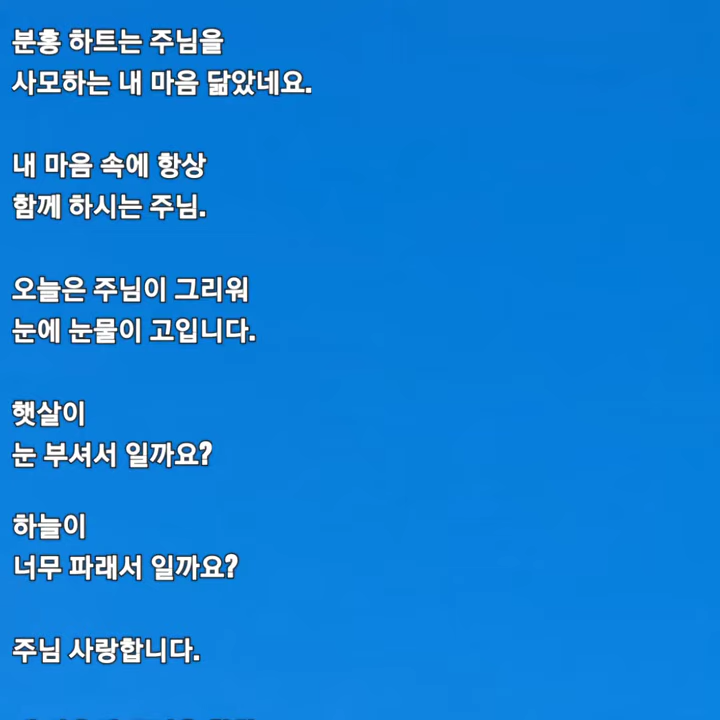 분홍 하트는 주님을
사모하는 내 마음 닮았네요.
내 마음 속에 항상
함께 하시는 주님.
오늘은 주님이 그리워
눈에 눈물이 고입니다.
햇살이
눈 부셔서 일까요?
하늘이
너무 파래서 일까요?
주님 사랑합니다.